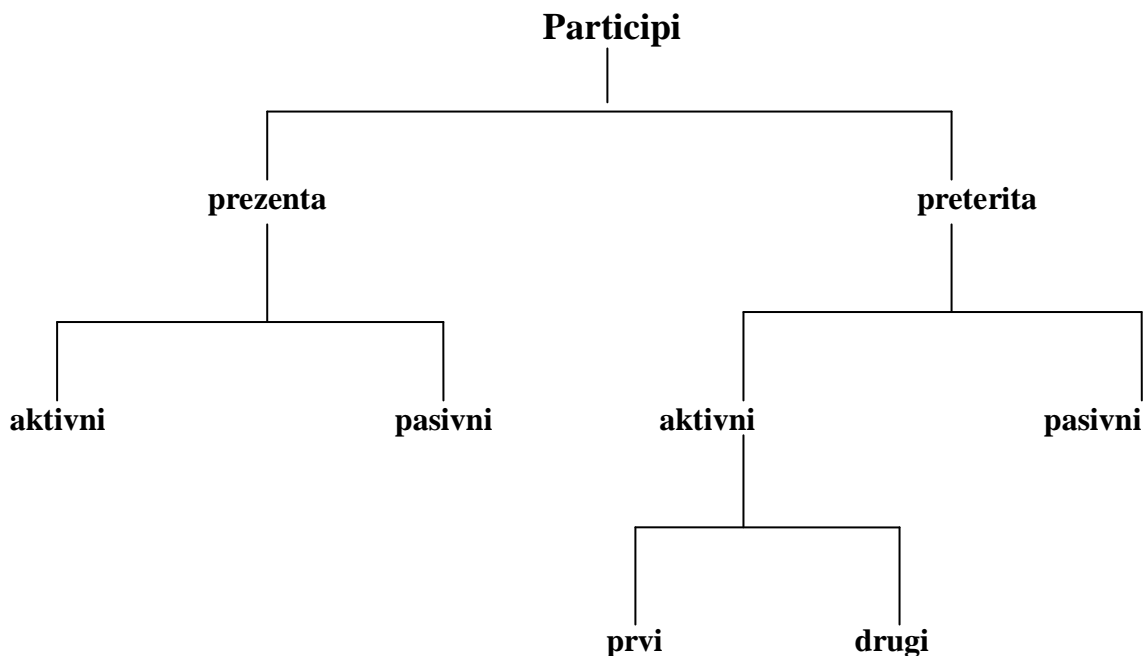 Participi
prezenta preterita
aktivni pasivni aktivni pasivni
prvi drugi